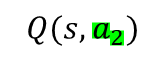 Q(s, a₂)